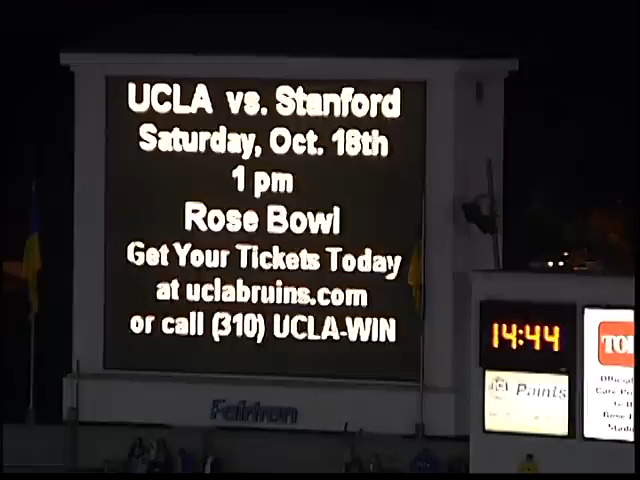 UCLA vs. Stanford
Saturday, Oct. 18th
1 pm
Rose Bowl
Get Your Tickets Today
at uclabruins.com
or call (310) UCLA-WIN
14:44
Paints
Fairtron